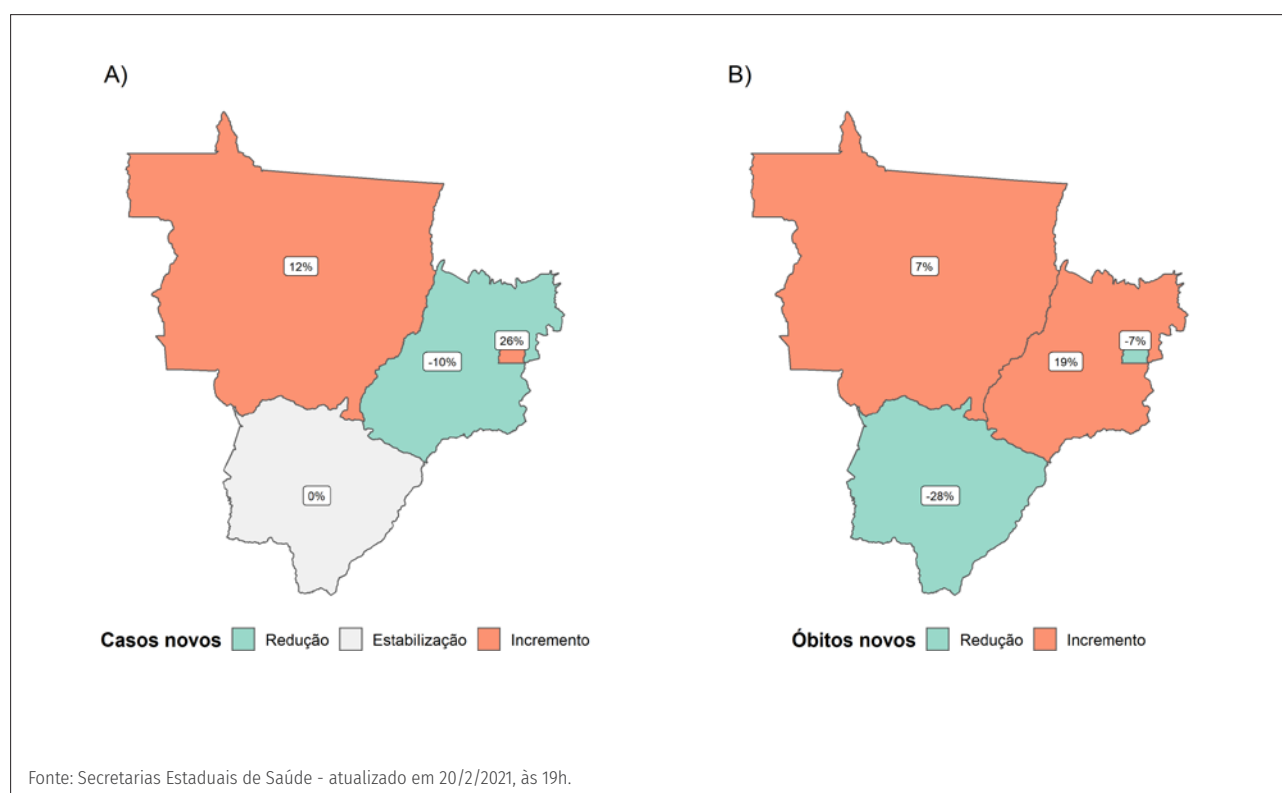 A)
12%
26%
-10%
0%
Casos novos Redução Estabilização Incremento
B)
7%
-7%
19%
-28%
Óbitos novos Redução Incremento
Fonte: Secretarias Estaduais de Saúde - atualizado em 20/2/2021, às 19h.